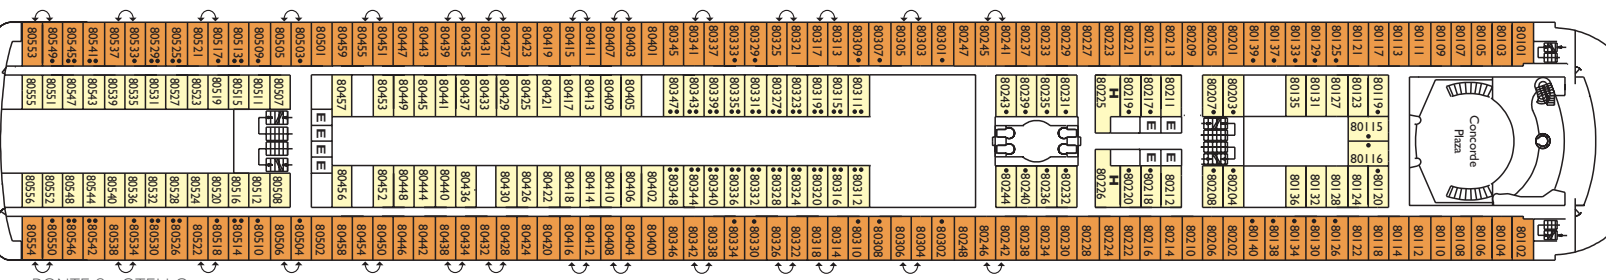 80553 80549• 80545•• 80541• 80537 80533• 80529•• 80525•• 80521 80517• 80513•• 80509• 80505 80503• 80501 80459 80455 80451 80447 80443 80439 80435 80431 80427 80423 80419 80415 80411 80407 80403 80401 80345 80341 80337 80333• 80329• 80325 80321 80317 80313 80309• 80307• 80305 80303 80301• 80247 80245 80241 80237 80233 80229 80227 80223 80221 80215 80213 80209 80205 80201 80139• 80137• 80133• 80129• 80125• 80121 80117 80113 80111 80109 80107 80105 80103 80101
80555 80551 80547 80543 80539 80535 80531 80527 80523 80519 80515 80511 80507 80457 80453 80449 80445 80441 80437 80433 80429 80425 80421 80417 80413 80409 80405 80347•• 80343•• 80339•• 80335•• 80331•• 80327•• 80323•• 80319•• 80315•• 80311•• 80243• 80239• 80235• 80231• 80225 H 80219• 80217• 80211 80207• 80203• 80135 80131 80127 80123 80119•
E E E E
E E
80115
Concorde
Plaza
80116
E E
80556 80552 80548 80544 80540 80536 80532 80528 80524 80520 80516 80512 80508 80456 80452 80448 80444 80440 80436 80430 80426 80422 80418 80414 80410 80406 80402 80348•• 80344•• 80340•• 80336•• 80332•• 80328•• 80324•• 80320•• 80316•• 80312•• 80244• 80240• 80236• 80232• 80226 H 80220• 80218• 80212 80208• 80204• 80136 80132 80128 80124 80120•
80554 80550• 80546•• 80542•• 80538 80534• 80530•• 80526•• 80522 80518• 80514•• 80510• 80506 80504• 80502 80458 80454 80450 80446 80442 80438 80434 80432 80428 80424 80420 80416 80412 80408 80404 80400 80346 80342 80338 80334• 80330• 80326 80322 80318 80314 80310• 80308• 80306 80304 80302• 80248 80246 80242 80238 80234 80230 80228 80224 80222 80216 80214 80210 80206 80202 80140• 80138• 80134• 80130• 80126• 80122 80118 80114 80112 80110 80108 80106 80104 80102